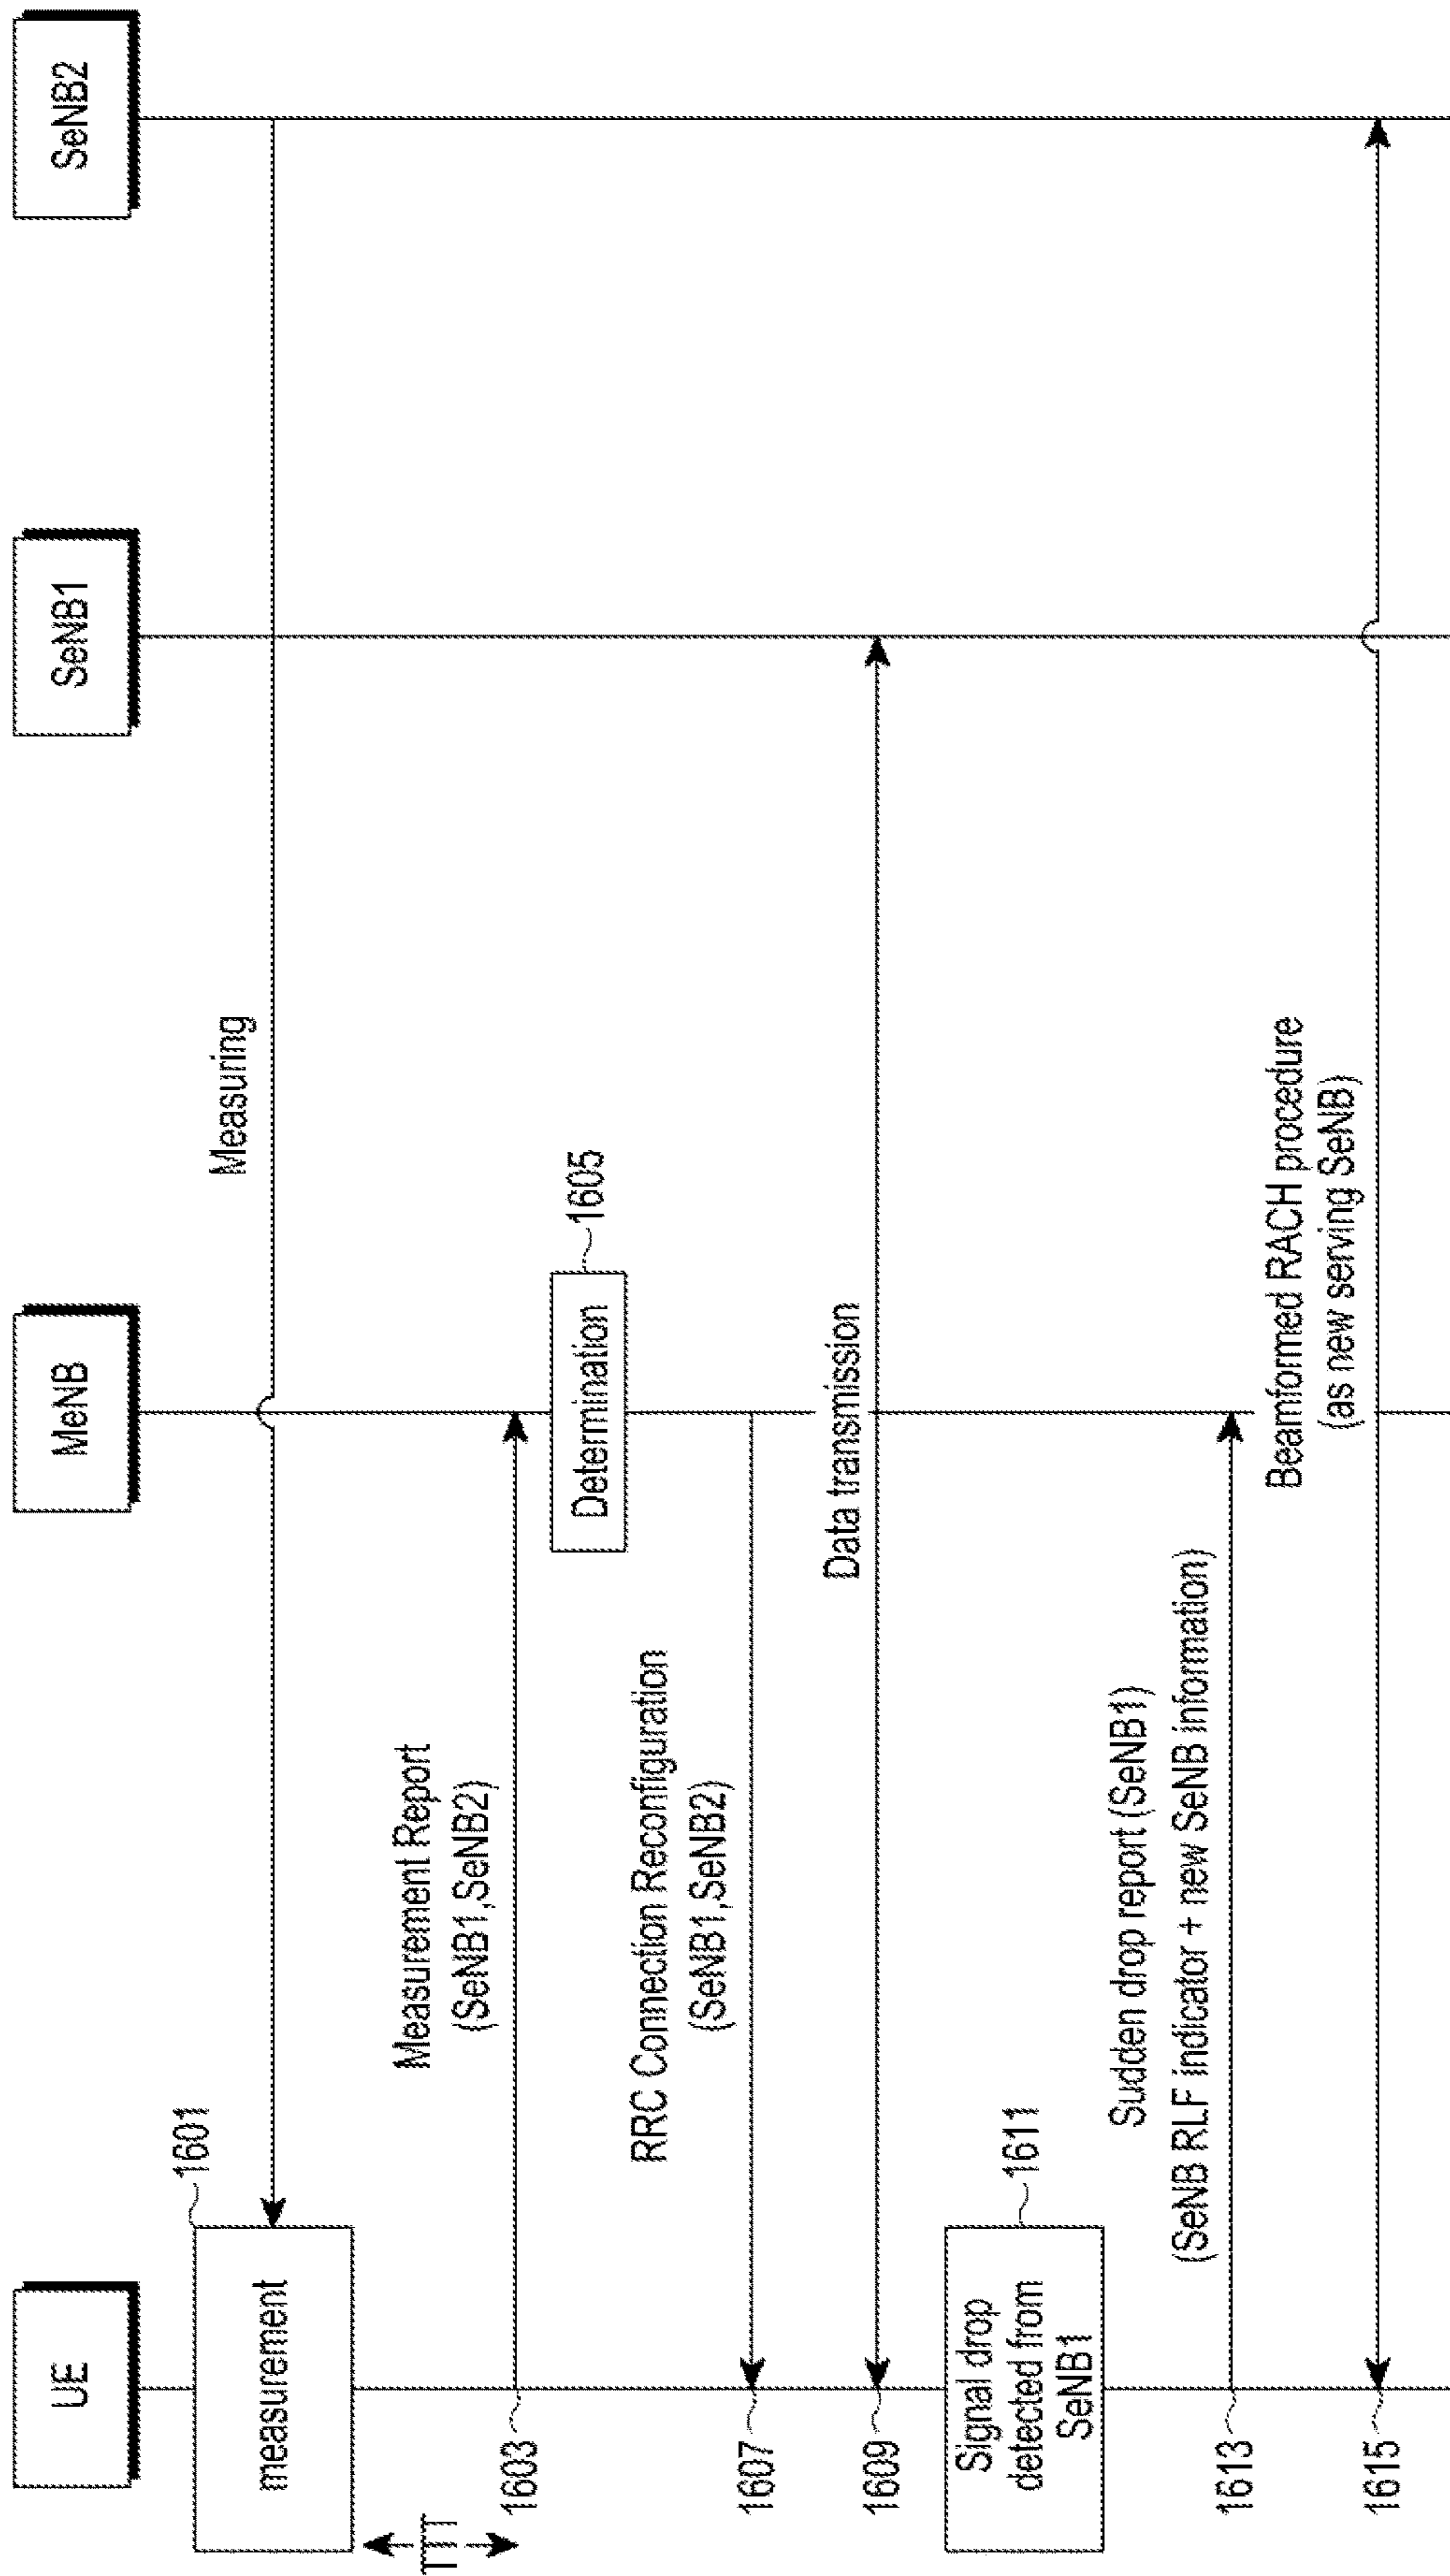 UE
MeNB
SeNB1
SeNB2
1601
measurement
Measuring
TTT
Measurement Report
(SeNB1,SeNB2)
1603
Determination
1605
RRC Connection Reconfiguration
(SeNB1,SeNB2)
1607
Data transmission
1609
Signal drop
detected from
SeNB1
1611
Sudden drop report (SeNB1)
(SeNB RLF indicator + new SeNB information)
1613
Beamformed RACH procedure
(as new serving SeNB)
1615